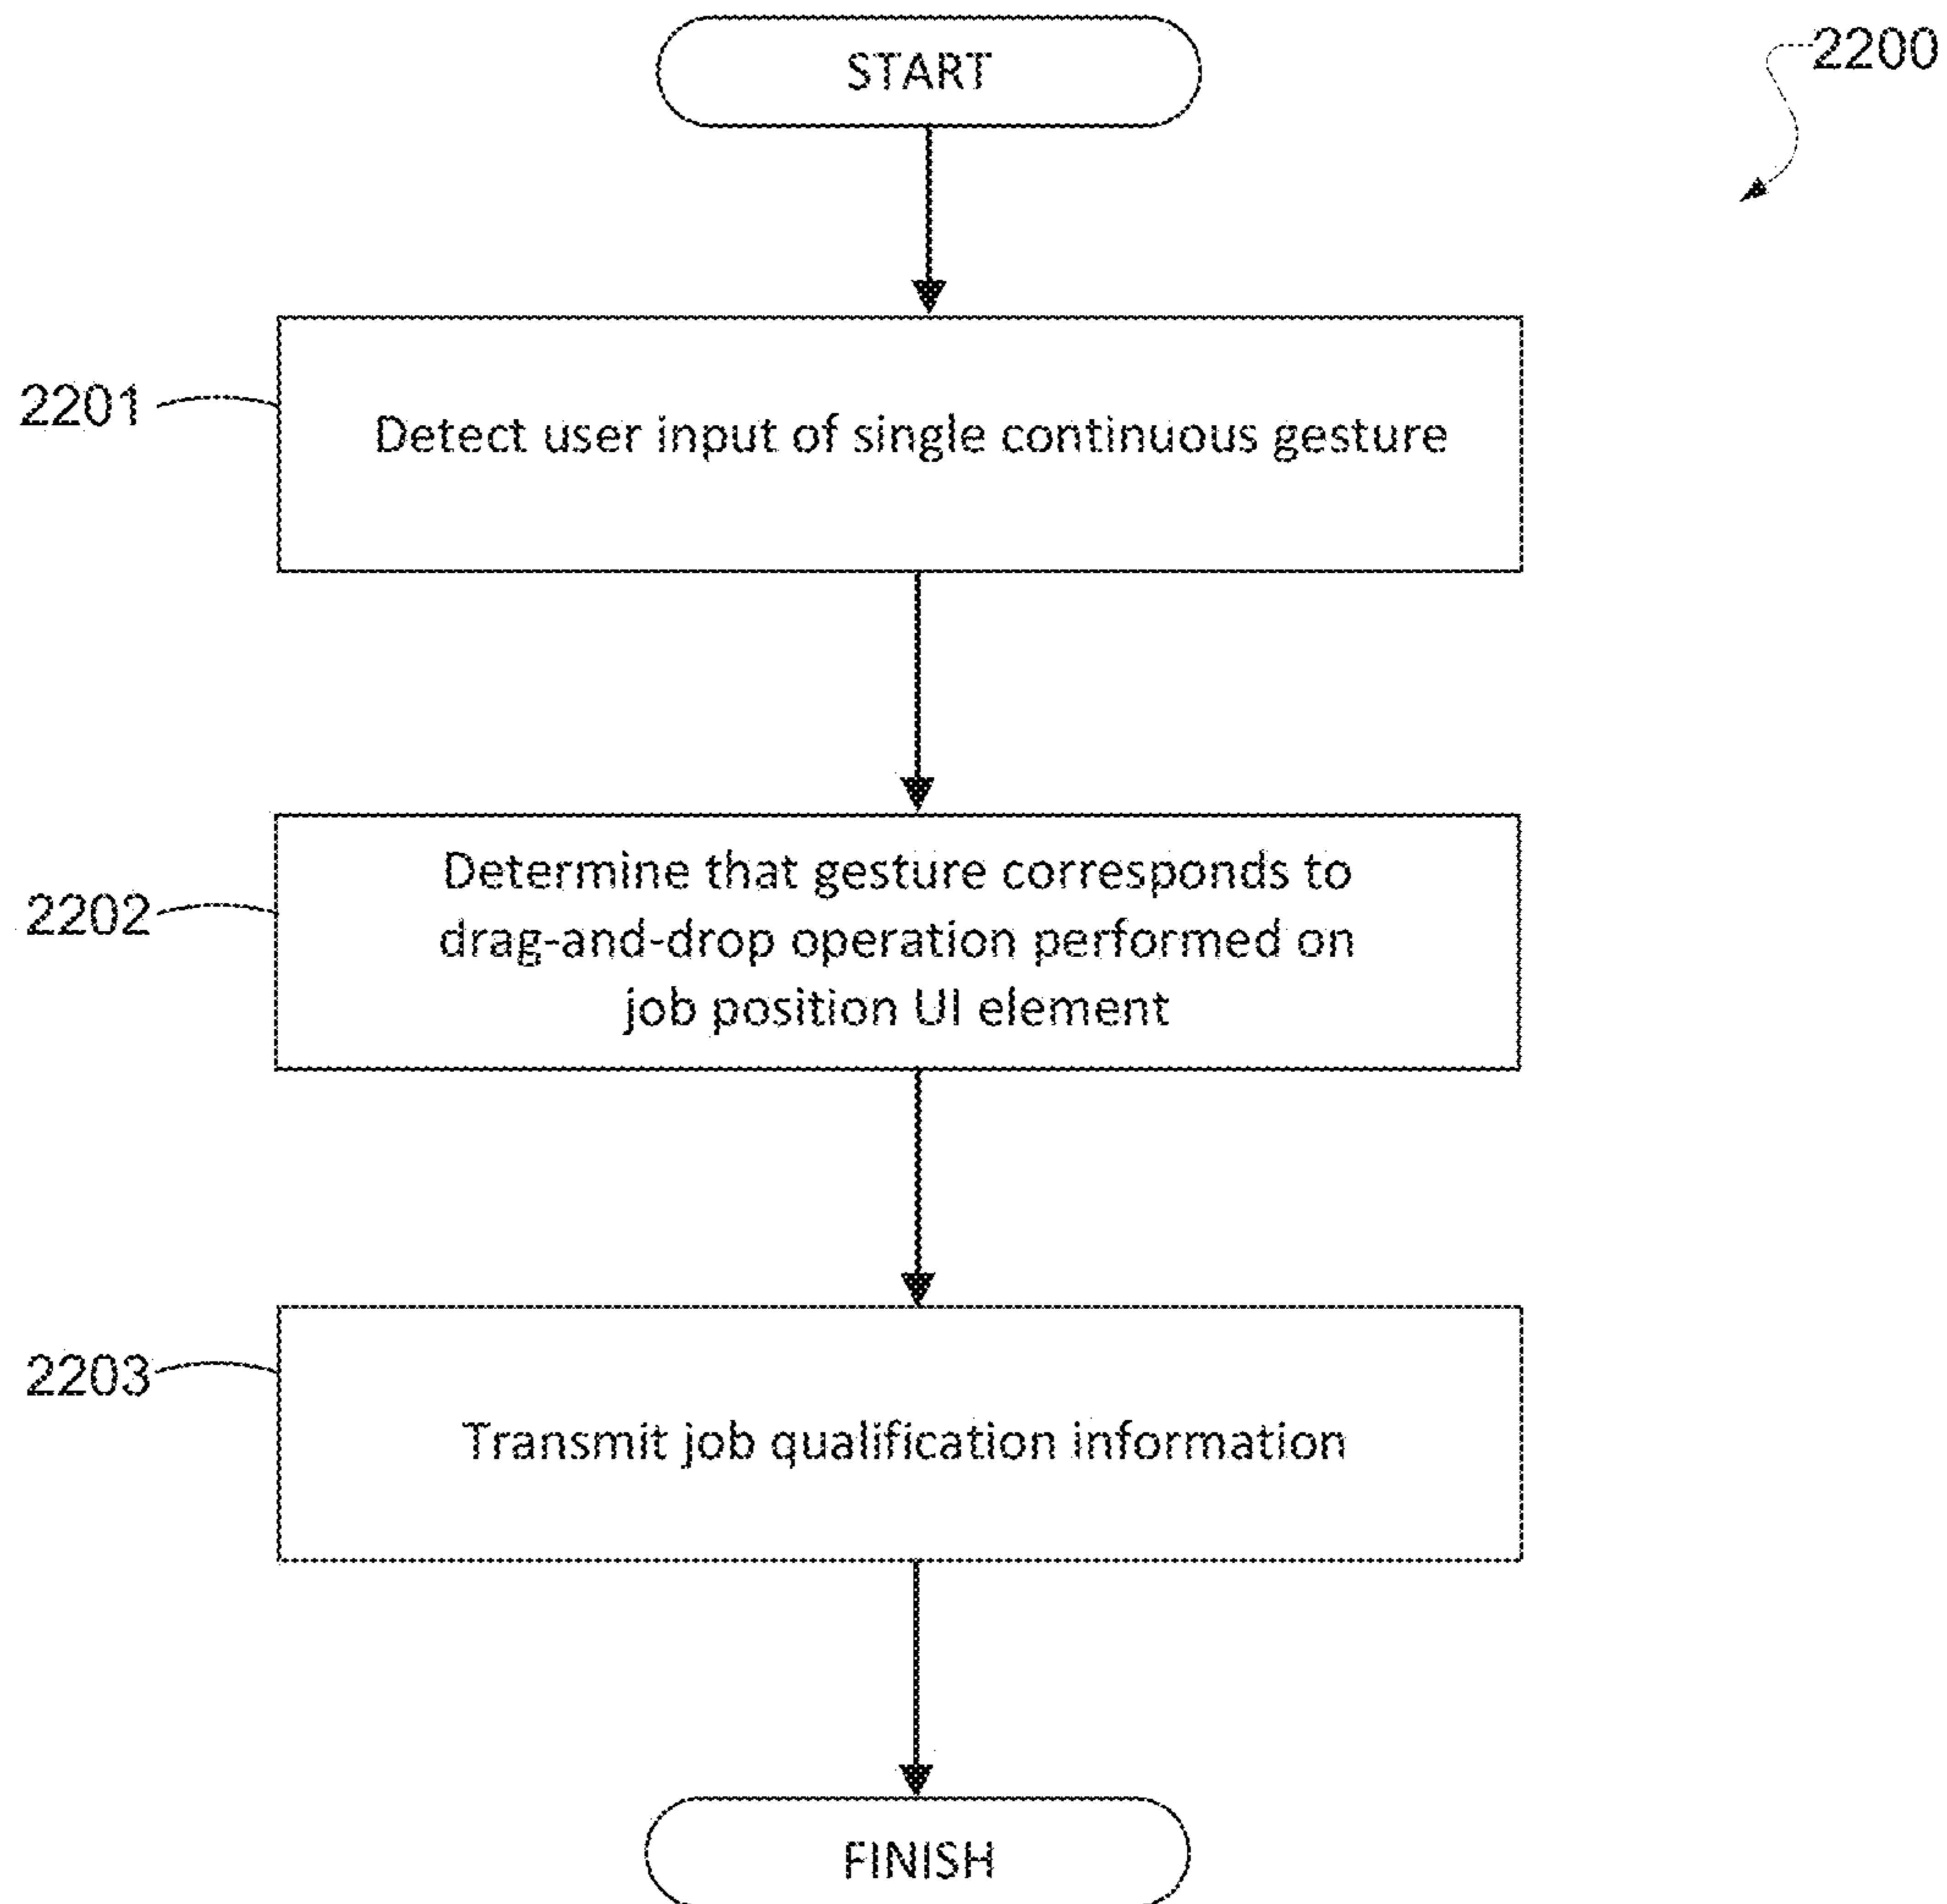 START
2200
2201
Detect user input of single continuous gesture
2202
Determine that gesture corresponds to
drag-and-drop operation performed on
job position UI element
2203
Transmit job qualification information
FINISH